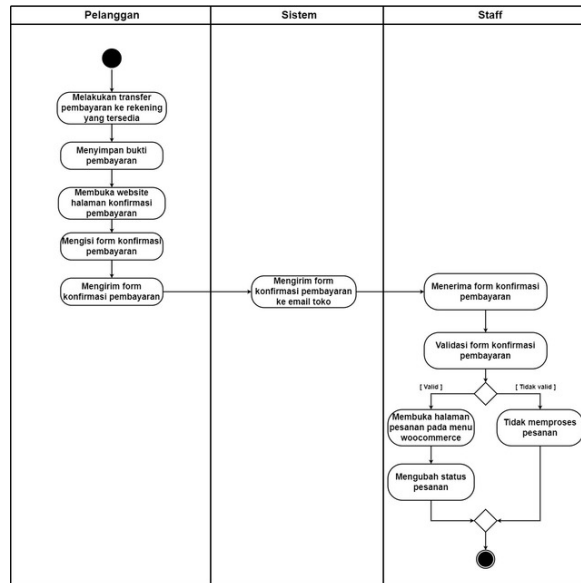 Pelanggan
Sistem
Staff
Melakukan transfer
pembayaran ke rekening
yang tersedia
Menyimpan bukti
pembayaran
Membuka website
halaman konfirmasi
pembayaran
Mengisi form konfirmasi
pembayaran
Mengirim form
konfirmasi pembayaran
Mengirim form
konfirmasi pembayaran
ke email toko
Menerima form konfirmasi
pembayaran
Validasi form konfirmasi
pembayaran
[ Valid ]
[ Tidak valid ]
Membuka halaman
pesanan pada menu
woocommerce
Tidak memproses
pesanan
Mengubah status
pesanan